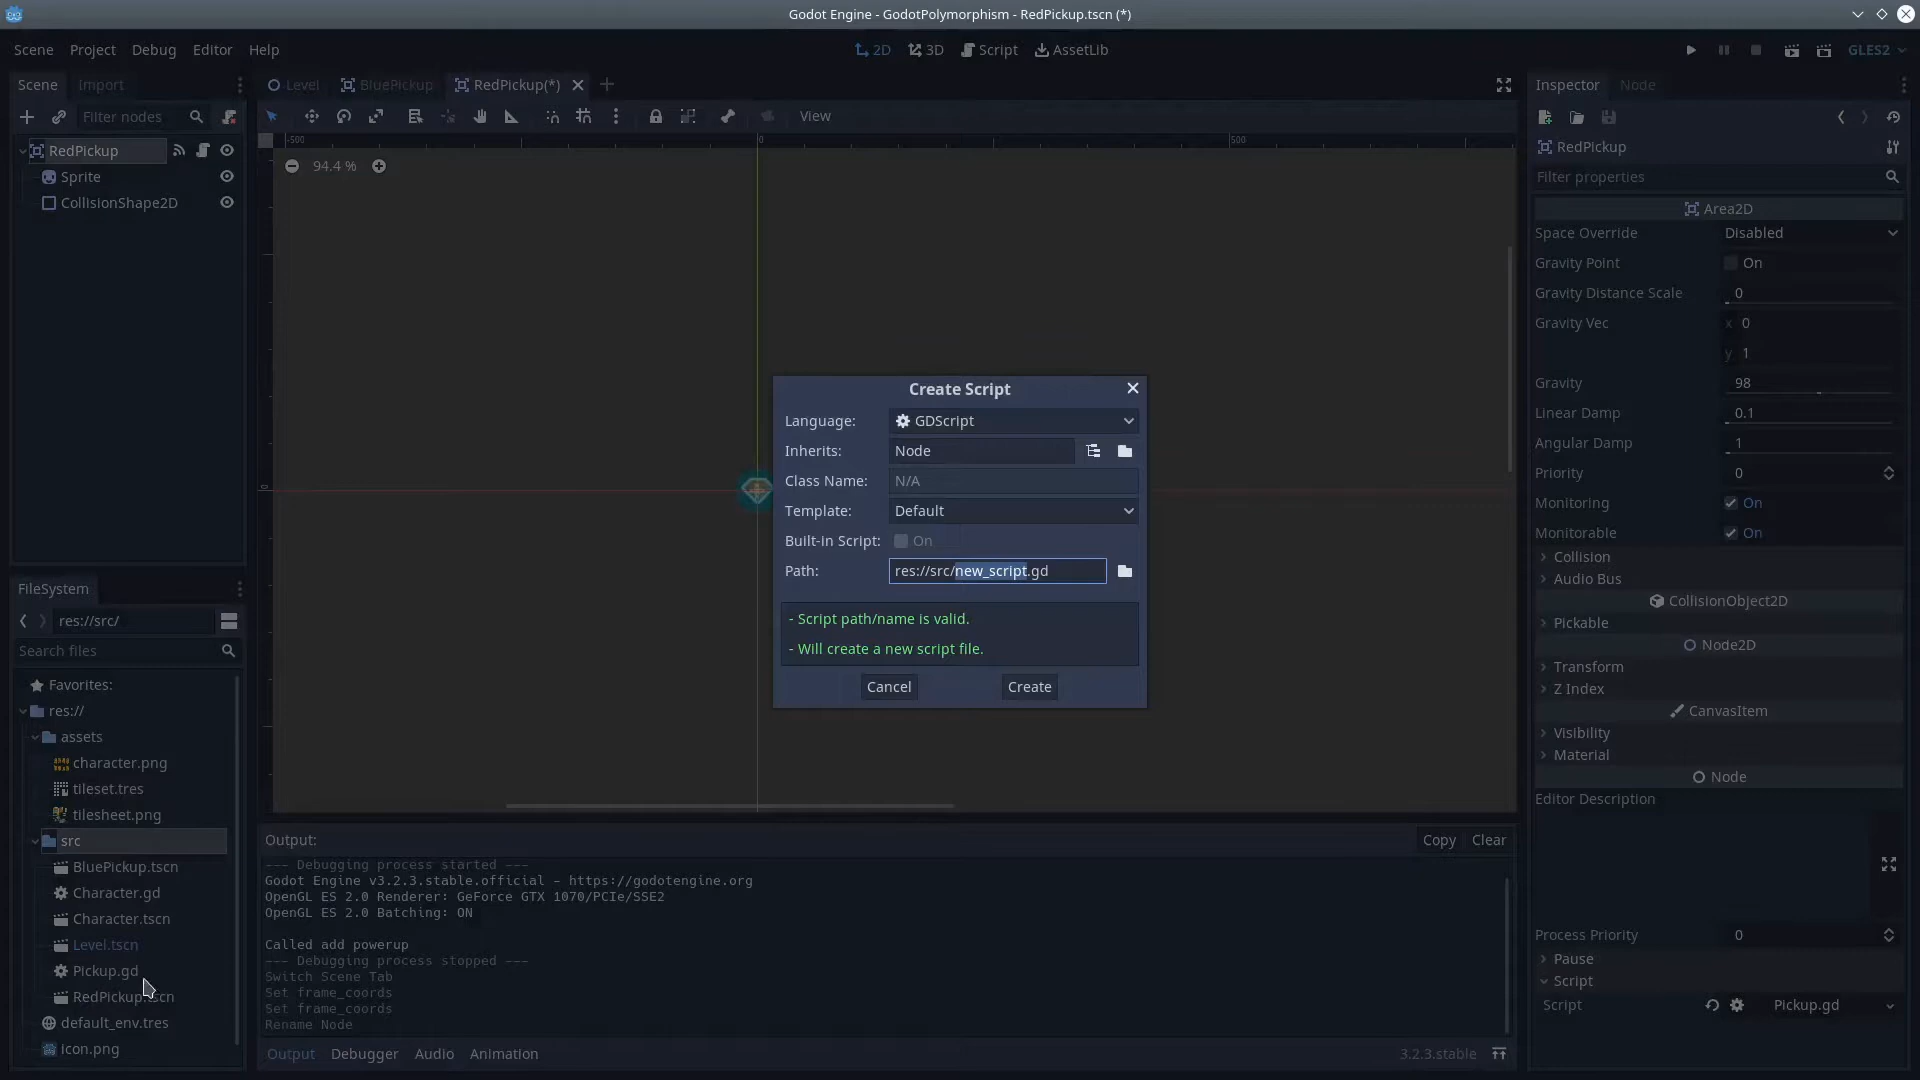 Godot Engine - GodotPolymorphism - RedPickup.tscn (*)
Scene Project Debug Editor Help
2D 3D Script AssetLib
GLES2
Scene Import
Level BluePickup RedPickup(*)
Inspector Node
Filter nodes
View
RedPickup
Sprite
CollisionShape2D
-500 0 500
94.4 %
0
RedPickup
Filter properties
Area2D
Space Override Disabled
Gravity Point On
Gravity Distance Scale 0
Gravity Vec x 0
y 1
Gravity 98
Linear Damp 0.1
Angular Damp 1
Priority 0
Monitoring On
Monitorable On
Collision
Audio Bus
CollisionObject2D
Pickable
Node2D
Transform
Z Index
CanvasItem
Visibility
Material
Node
Editor Description
Process Priority 0
Pause
Script
Script Pickup.gd
Create Script
Language: GDScript
Inherits: Node
Class Name: N/A
Template: Default
Built-in Script: On
Path: res://src/new_script.gd
- Script path/name is valid.
- Will create a new script file.
Cancel Create
FileSystem
res://src/
Search files
Favorites:
res://
assets
character.png
tileset.tres
tilesheet.png
src
BluePickup.tscn
Character.gd
Character.tscn
Level.tscn
Pickup.gd
RedPickup.tscn
default_env.tres
icon.png
Output:
Copy Clear
--- Debugging process started ---
Godot Engine v3.2.3.stable.official - https://godotengine.org
OpenGL ES 2.0 Renderer: GeForce GTX 1070/PCIe/SSE2
OpenGL ES 2.0 Batching: ON
Called add powerup
--- Debugging process stopped ---
Switch Scene Tab
Set frame_coords
Set frame_coords
Rename Node
Output Debugger Audio Animation
3.2.3.stable